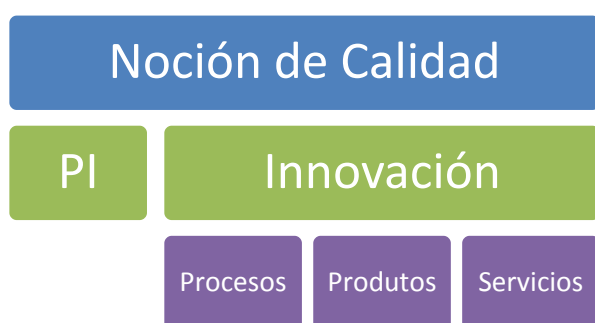 Noción de Calidad
PI Innovación
Procesos Produtos Servicios